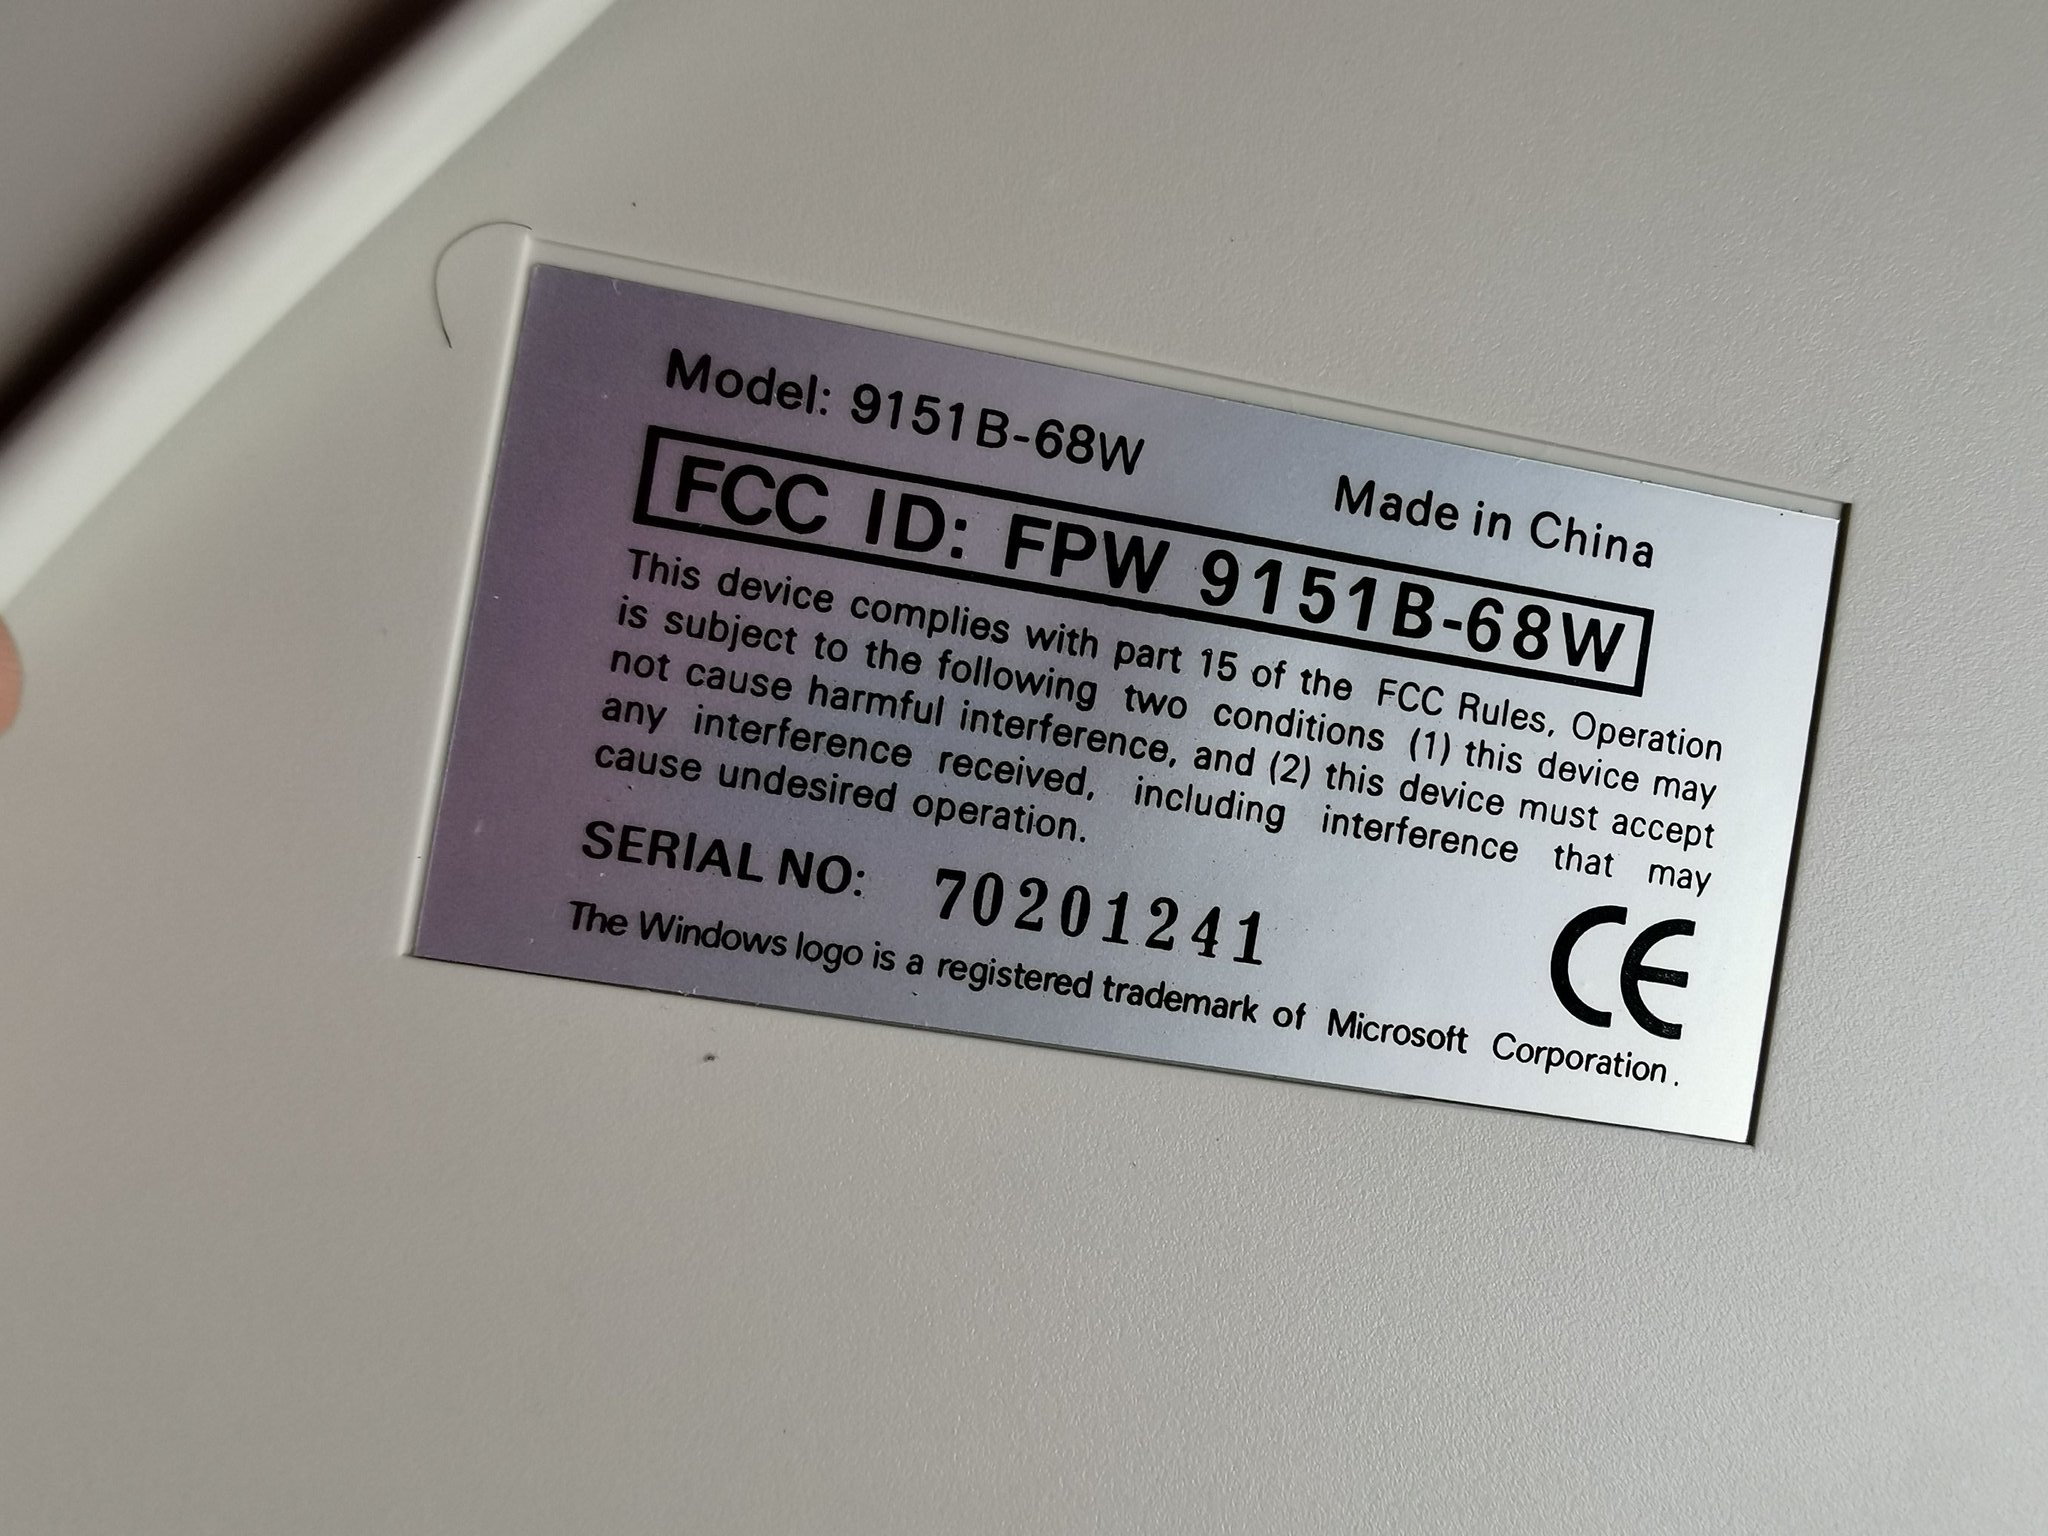 Model: 9151B-68W
Made in China
FCC ID: FPW 9151B-68W
This device complies with part 15 of the FCC Rules, Operation
is subject to the following two conditions (1) this device may
not cause harmful interference, and (2) this device must accept
any interference received, including interference that may
cause undesired operation.
SERIAL NO: 70201241
CE
The Windows logo is a registered trademark of Microsoft Corporation.